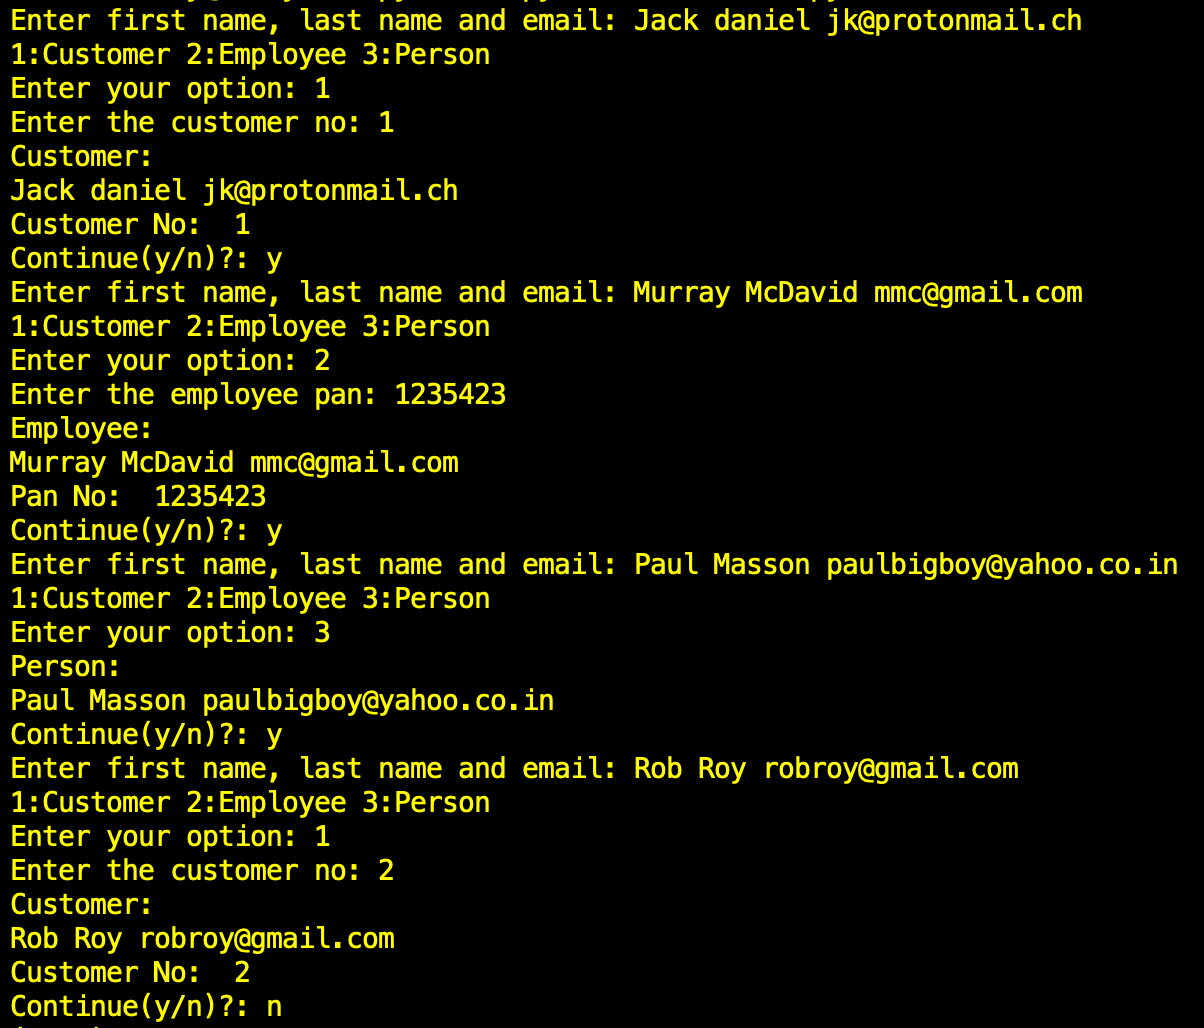 Enter first name, last name and email: Jack daniel jk@protonmail.ch
1:Customer 2:Employee 3:Person
Enter your option: 1
Enter the customer no: 1
Customer:
Jack daniel jk@protonmail.ch
Customer No:  1
Continue(y/n)?: y
Enter first name, last name and email: Murray McDavid mmc@gmail.com
1:Customer 2:Employee 3:Person
Enter your option: 2
Enter the employee pan: 1235423
Employee:
Murray McDavid mmc@gmail.com
Pan No:  1235423
Continue(y/n)?: y
Enter first name, last name and email: Paul Masson paulbigboy@yahoo.co.in
1:Customer 2:Employee 3:Person
Enter your option: 3
Person:
Paul Masson paulbigboy@yahoo.co.in
Continue(y/n)?: y
Enter first name, last name and email: Rob Roy robroy@gmail.com
1:Customer 2:Employee 3:Person
Enter your option: 1
Enter the customer no: 2
Customer:
Rob Roy robroy@gmail.com
Customer No:  2
Continue(y/n)?: n